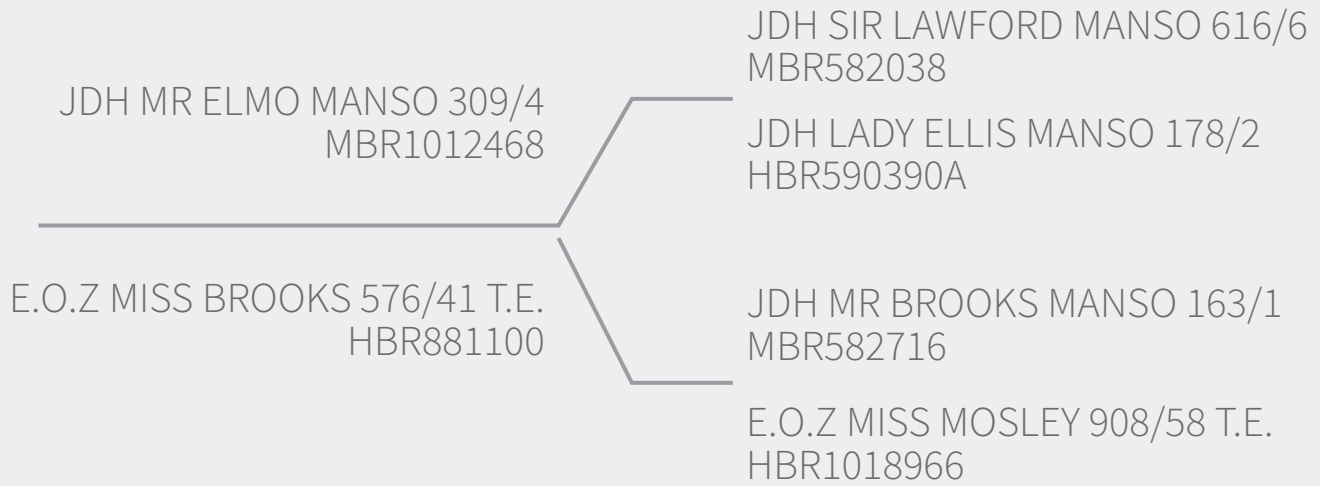 JDH MR ELMO MANSO 309/4
MBR1012468
E.O.Z MISS BROOKS 576/41 T.E.
HBR881100
JDH SIR LAWFORD MANSO 616/6
MBR582038
JDH LADY ELLIS MANSO 178/2
HBR590390A
JDH MR BROOKS MANSO 163/1
MBR582716
E.O.Z MISS MOSLEY 908/58 T.E.
HBR1018966